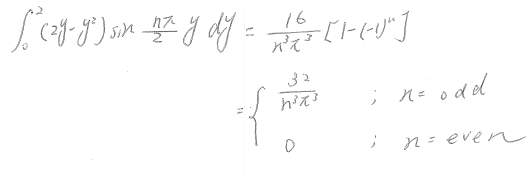 ∫₀² (2y-y²) sin nπ/2 y dy = 16/n³π³ [1-(-1)ⁿ]
= { 32/n³π³ ; n = odd
0 ; n = even